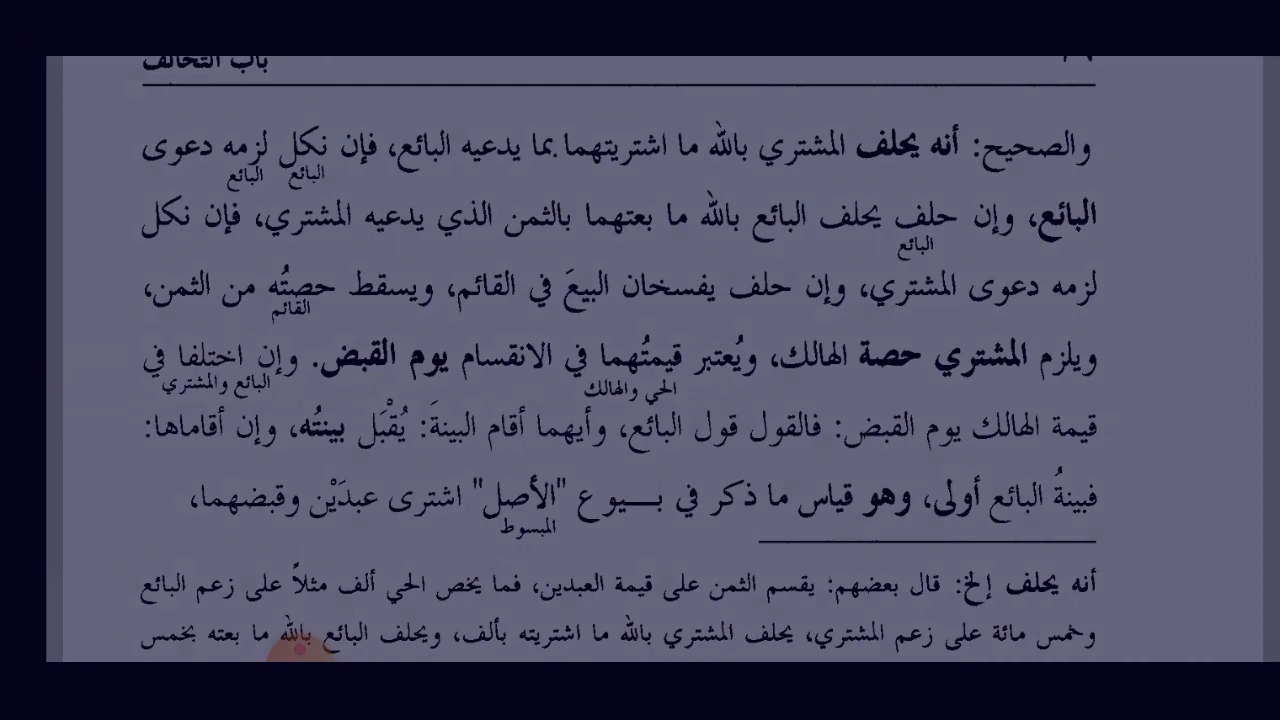 باب التحالف
والصحيح: أنه يحلف المشتري بالله ما اشتريتهما بما يدعيه البائع، فإن نكل لزمه دعوى
البائع البائع
البائع، وإن حلف يحلف البائع بالله ما بعتهما بالثمن الذي يدعيه المشتري، فإن نكل
البائع
لزمه دعوى المشتري، وإن حلف يفسخان البيعَ في القائم، ويسقط حصتُه من الثمن،
القائم
ويلزم المشتري حصة الهالك، ويُعتبر قيمتُهما في الانقسام يوم القبض. وإن اختلفا في
الحي والهالك البائع والمشتري
قيمة الهالك يوم القبض: فالقول قول البائع، وأيهما أقام البينةَ: يُقْبَل بينتُه، وإن أقاماها:
فبينةُ البائع أولى، وهو قياس ما ذكر في بـــيوع "الأصل" اشترى عبدَيْن وقبضهما،
المبسوط
أنه يحلف إلخ: قال بعضهم: يقسم الثمن على قيمة العبدين، فما يخص الحي ألف مثلاً على زعم البائع
وخمس مائة على زعم المشتري، يحلف المشتري بالله ما اشتريته بألف، ويحلف البائع بالله ما بعته بخمس